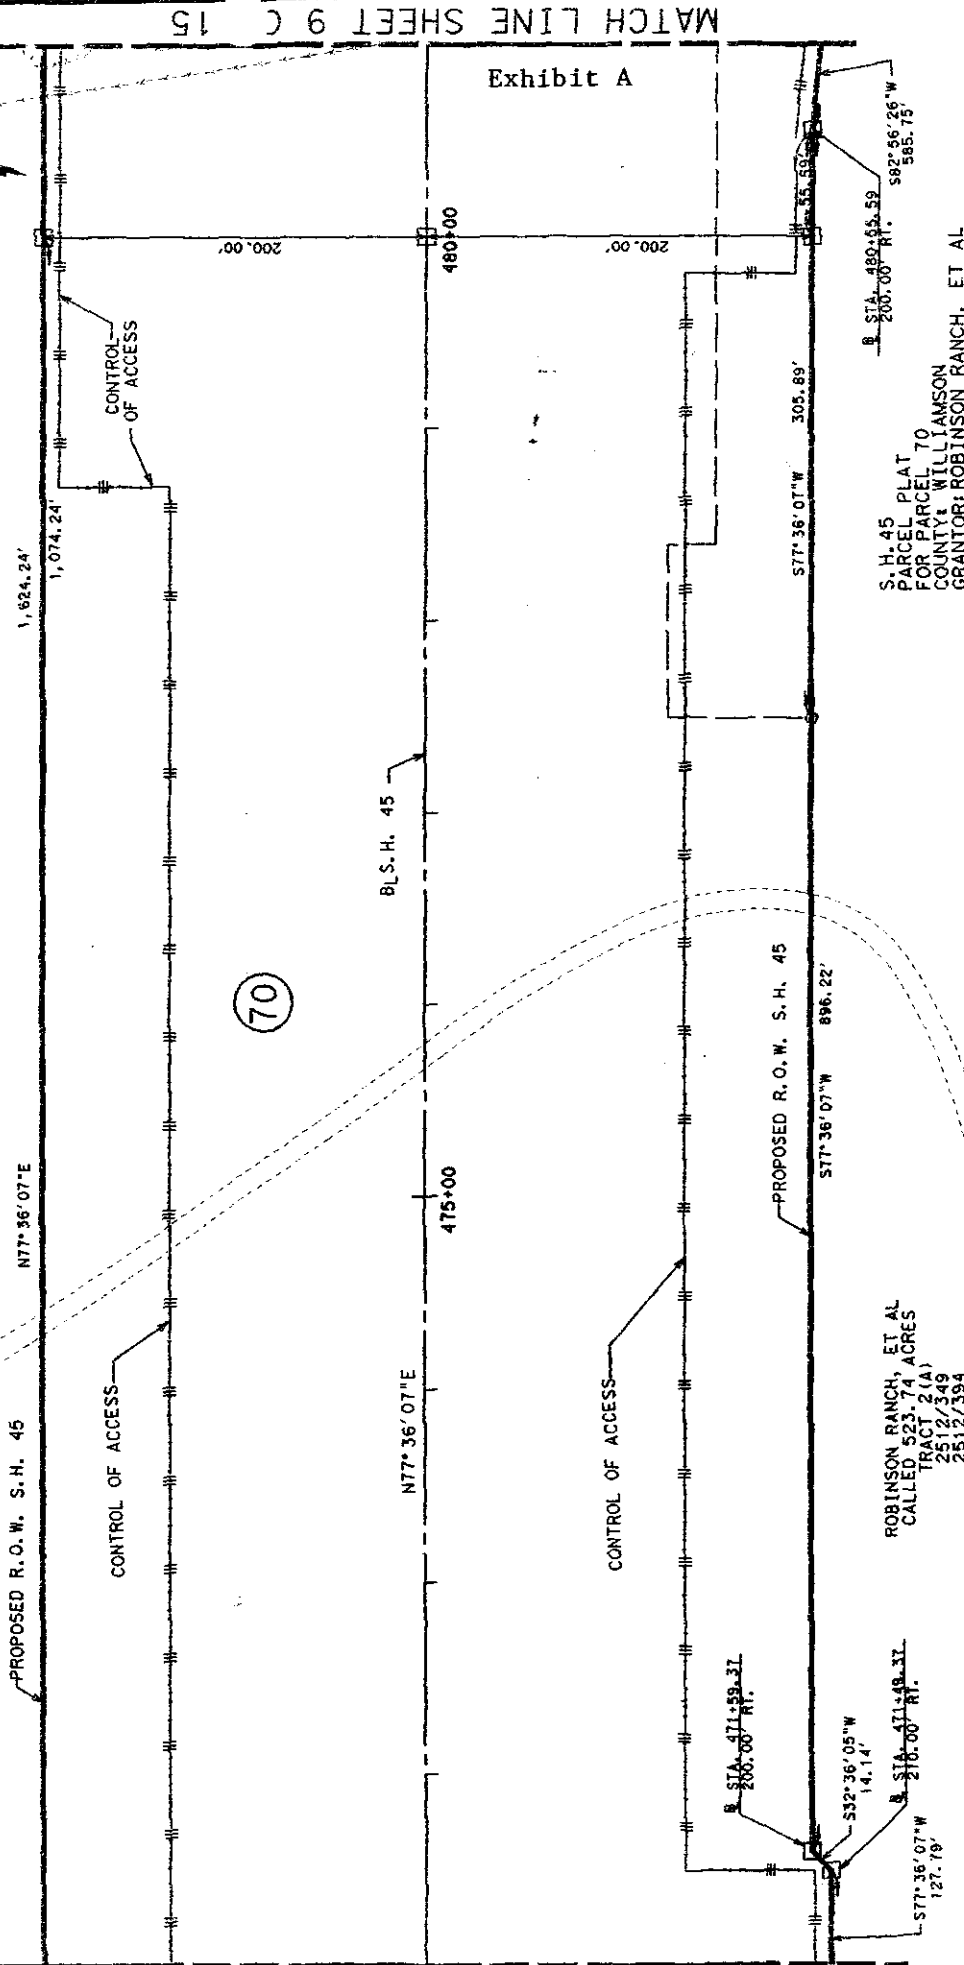 MATCH LINE SHEET 9 C 15
Exhibit A
PROPOSED R.O.W. S.H. 45
N77°36'07"E
1,624.24'
1,074.24'
CONTROL
OF ACCESS
CONTROL OF ACCESS
70
200.00'
200.00'
480+00
475+00
N77°36'07"E
BL S.H. 45
CONTROL OF ACCESS
PROPOSED R.O.W. S.H. 45
S77°36'07"W 896.22'
S77°36'07"W 305.89'
55.59'
BL STA. 480+55.59
200.00' RT.
S82°56'26"W
585.75'
BL STA. 471+59.37
200.00' RT.
S32°36'05"W
14.14'
BL STA. 471+49.37
210.00' RT.
S77°36'07"W
127.79'
ROBINSON RANCH, ET AL
CALLED 523.74 ACRES
TRACT 2(A)
2512/349
2512/394
S.H. 45
PARCEL PLAT
FOR PARCEL 70
COUNTY: WILLIAMSON
GRANTOR: ROBINSON RANCH, ET AL